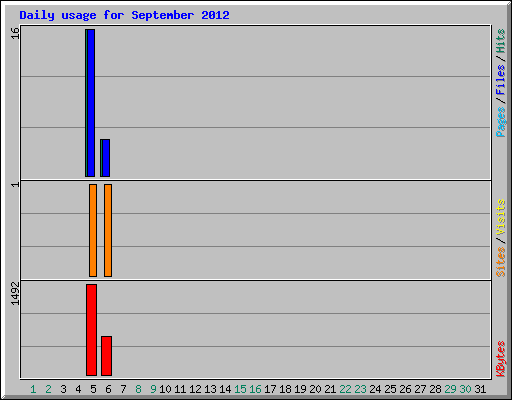 Daily usage for September 2012
16
Pages / Files / Hits
1
Sites / Visits
1492
KBytes
1 2 3 4 5 6 7 8 9 10 11 12 13 14 15 16 17 18 19 20 21 22 23 24 25 26 27 28 29 30 31